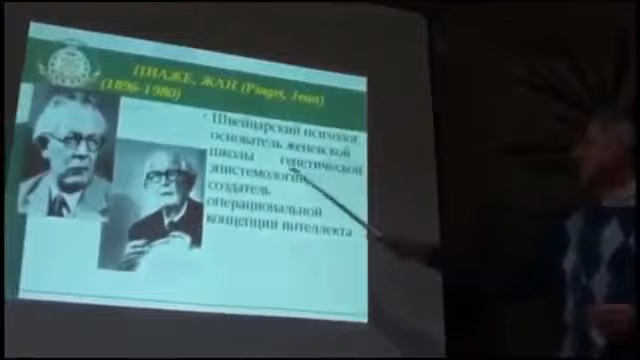 ПИАЖЕ, ЖАН (Piaget, Jean)
(1896-1980)
• Швейцарский психолог,
основатель женевской
школы генетической
эпистемологии,
создатель
операциональной
концепции интеллекта